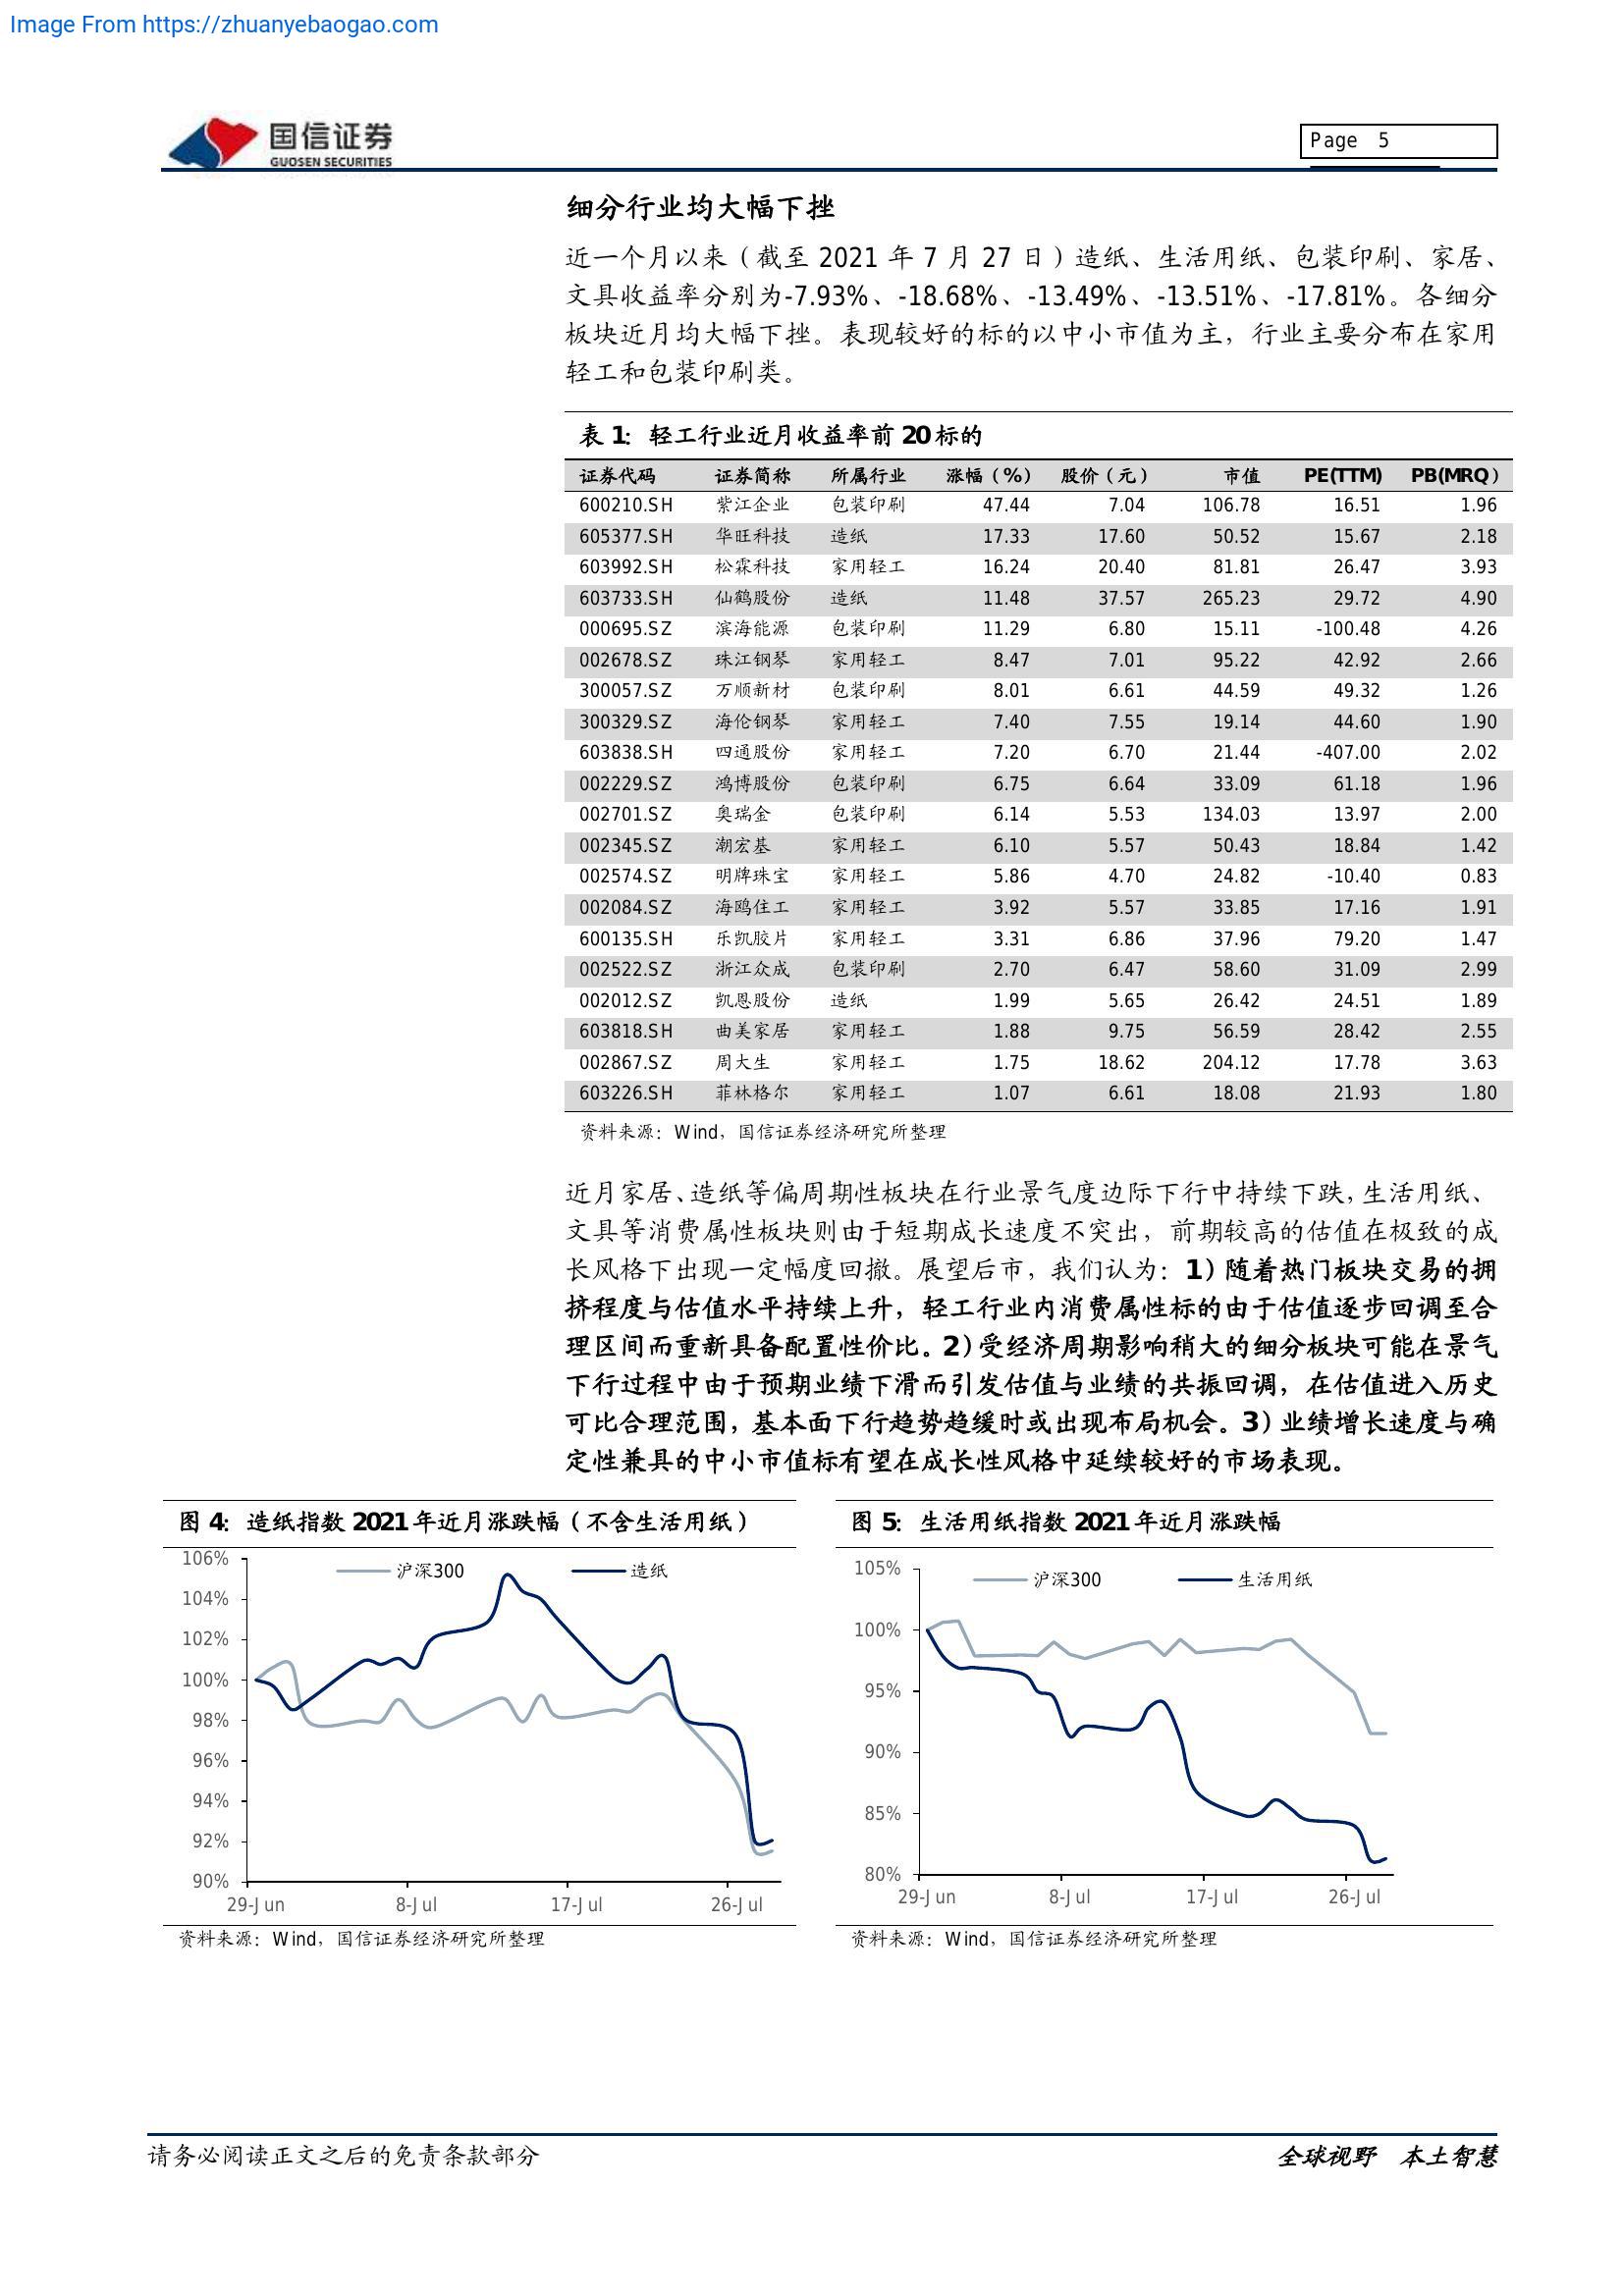 Image From https://zhuanyebaogao.com
国信证券
GUOSEN SECURITIES
Page 5
细分行业均大幅下挫
近一个月以来（截至 2021 年 7 月 27 日）造纸、生活用纸、包装印刷、家居、
文具收益率分别为-7.93%、-18.68%、-13.49%、-13.51%、-17.81%。各细分
板块近月均大幅下挫。表现较好的标的以中小市值为主，行业主要分布在家用
轻工和包装印刷类。
表 1：轻工行业近月收益率前 20 标的
证券代码 证券简称 所属行业 涨幅（%） 股价（元） 市值 PE(TTM) PB(MRQ）
600210.SH 紫江企业 包装印刷 47.44 7.04 106.78 16.51 1.96
605377.SH 华旺科技 造纸 17.33 17.60 50.52 15.67 2.18
603992.SH 松霖科技 家用轻工 16.24 20.40 81.81 26.47 3.93
603733.SH 仙鹤股份 造纸 11.48 37.57 265.23 29.72 4.90
000695.SZ 滨海能源 包装印刷 11.29 6.80 15.11 -100.48 4.26
002678.SZ 珠江钢琴 家用轻工 8.47 7.01 95.22 42.92 2.66
300057.SZ 万顺新材 包装印刷 8.01 6.61 44.59 49.32 1.26
300329.SZ 海伦钢琴 家用轻工 7.40 7.55 19.14 44.60 1.90
603838.SH 四通股份 家用轻工 7.20 6.70 21.44 -407.00 2.02
002229.SZ 鸿博股份 包装印刷 6.75 6.64 33.09 61.18 1.96
002701.SZ 奥瑞金 包装印刷 6.14 5.53 134.03 13.97 2.00
002345.SZ 潮宏基 家用轻工 6.10 5.57 50.43 18.84 1.42
002574.SZ 明牌珠宝 家用轻工 5.86 4.70 24.82 -10.40 0.83
002084.SZ 海鸥住工 家用轻工 3.92 5.57 33.85 17.16 1.91
600135.SH 乐凯胶片 家用轻工 3.31 6.86 37.96 79.20 1.47
002522.SZ 浙江众成 包装印刷 2.70 6.47 58.60 31.09 2.99
002012.SZ 凯恩股份 造纸 1.99 5.65 26.42 24.51 1.89
603818.SH 曲美家居 家用轻工 1.88 9.75 56.59 28.42 2.55
002867.SZ 周大生 家用轻工 1.75 18.62 204.12 17.78 3.63
603226.SH 菲林格尔 家用轻工 1.07 6.61 18.08 21.93 1.80
资料来源：Wind，国信证券经济研究所整理
近月家居、造纸等偏周期性板块在行业景气度边际下行中持续下跌，生活用纸、
文具等消费属性板块则由于短期成长速度不突出，前期较高的估值在极致的成
长风格下出现一定幅度回撤。展望后市，我们认为：1）随着热门板块交易的拥
挤程度与估值水平持续上升，轻工行业内消费属性标的由于估值逐步回调至合
理区间而重新具备配置性价比。2）受经济周期影响稍大的细分板块可能在景气
下行过程中由于预期业绩下滑而引发估值与业绩的共振回调，在估值进入历史
可比合理范围，基本面下行趋势趋缓时或出现布局机会。3）业绩增长速度与确
定性兼具的中小市值标有望在成长性风格中延续较好的市场表现。
图 4：造纸指数 2021 年近月涨跌幅（不含生活用纸）
沪深300 造纸
106%
104%
102%
100%
98%
96%
94%
92%
90%
29-Jun 8-Jul 17-Jul 26-Jul
资料来源：Wind，国信证券经济研究所整理
图 5：生活用纸指数 2021 年近月涨跌幅
沪深300 生活用纸
105%
100%
95%
90%
85%
80%
29-Jun 8-Jul 17-Jul 26-Jul
资料来源：Wind，国信证券经济研究所整理
请务必阅读正文之后的免责条款部分
全球视野 本土智慧